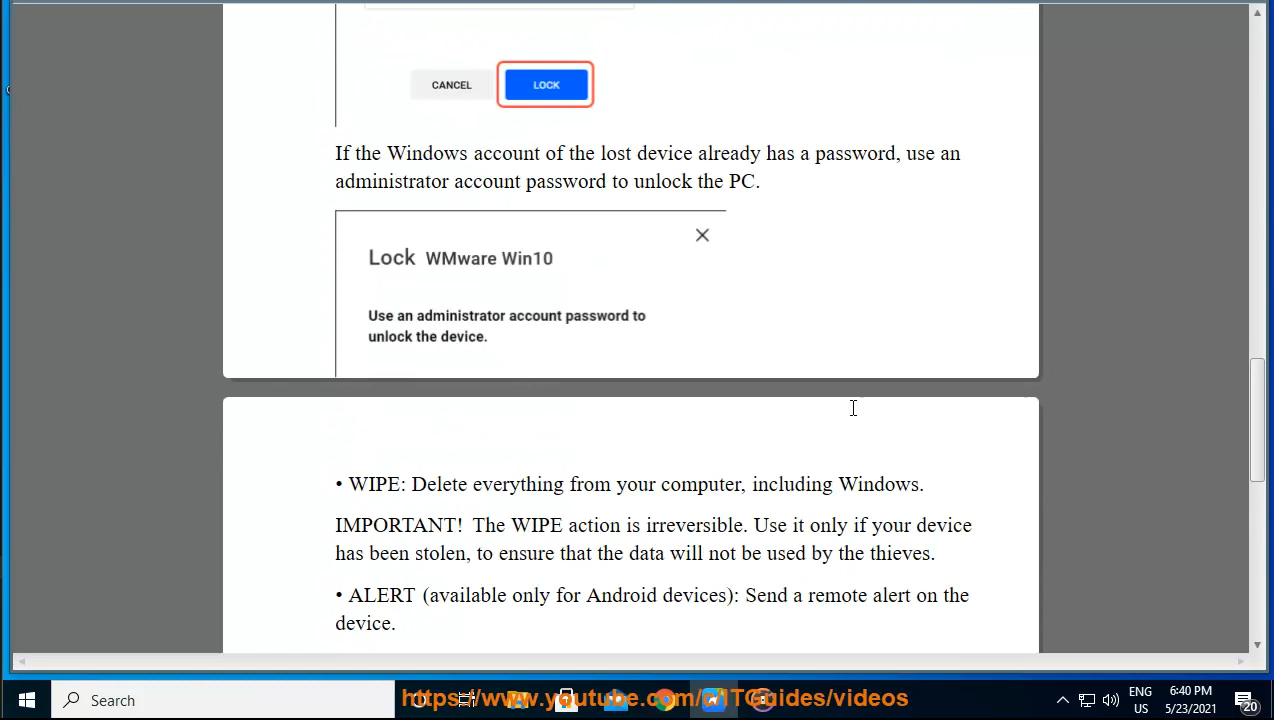 CANCEL
LOCK
If the Windows account of the lost device already has a password, use an
administrator account password to unlock the PC.
Lock WMware Win10
Use an administrator account password to
unlock the device.
• WIPE: Delete everything from your computer, including Windows.
IMPORTANT! The WIPE action is irreversible. Use it only if your device
has been stolen, to ensure that the data will not be used by the thieves.
• ALERT (available only for Android devices): Send a remote alert on the
device.
Search
ENG
US
6:40 PM
5/23/2021
20